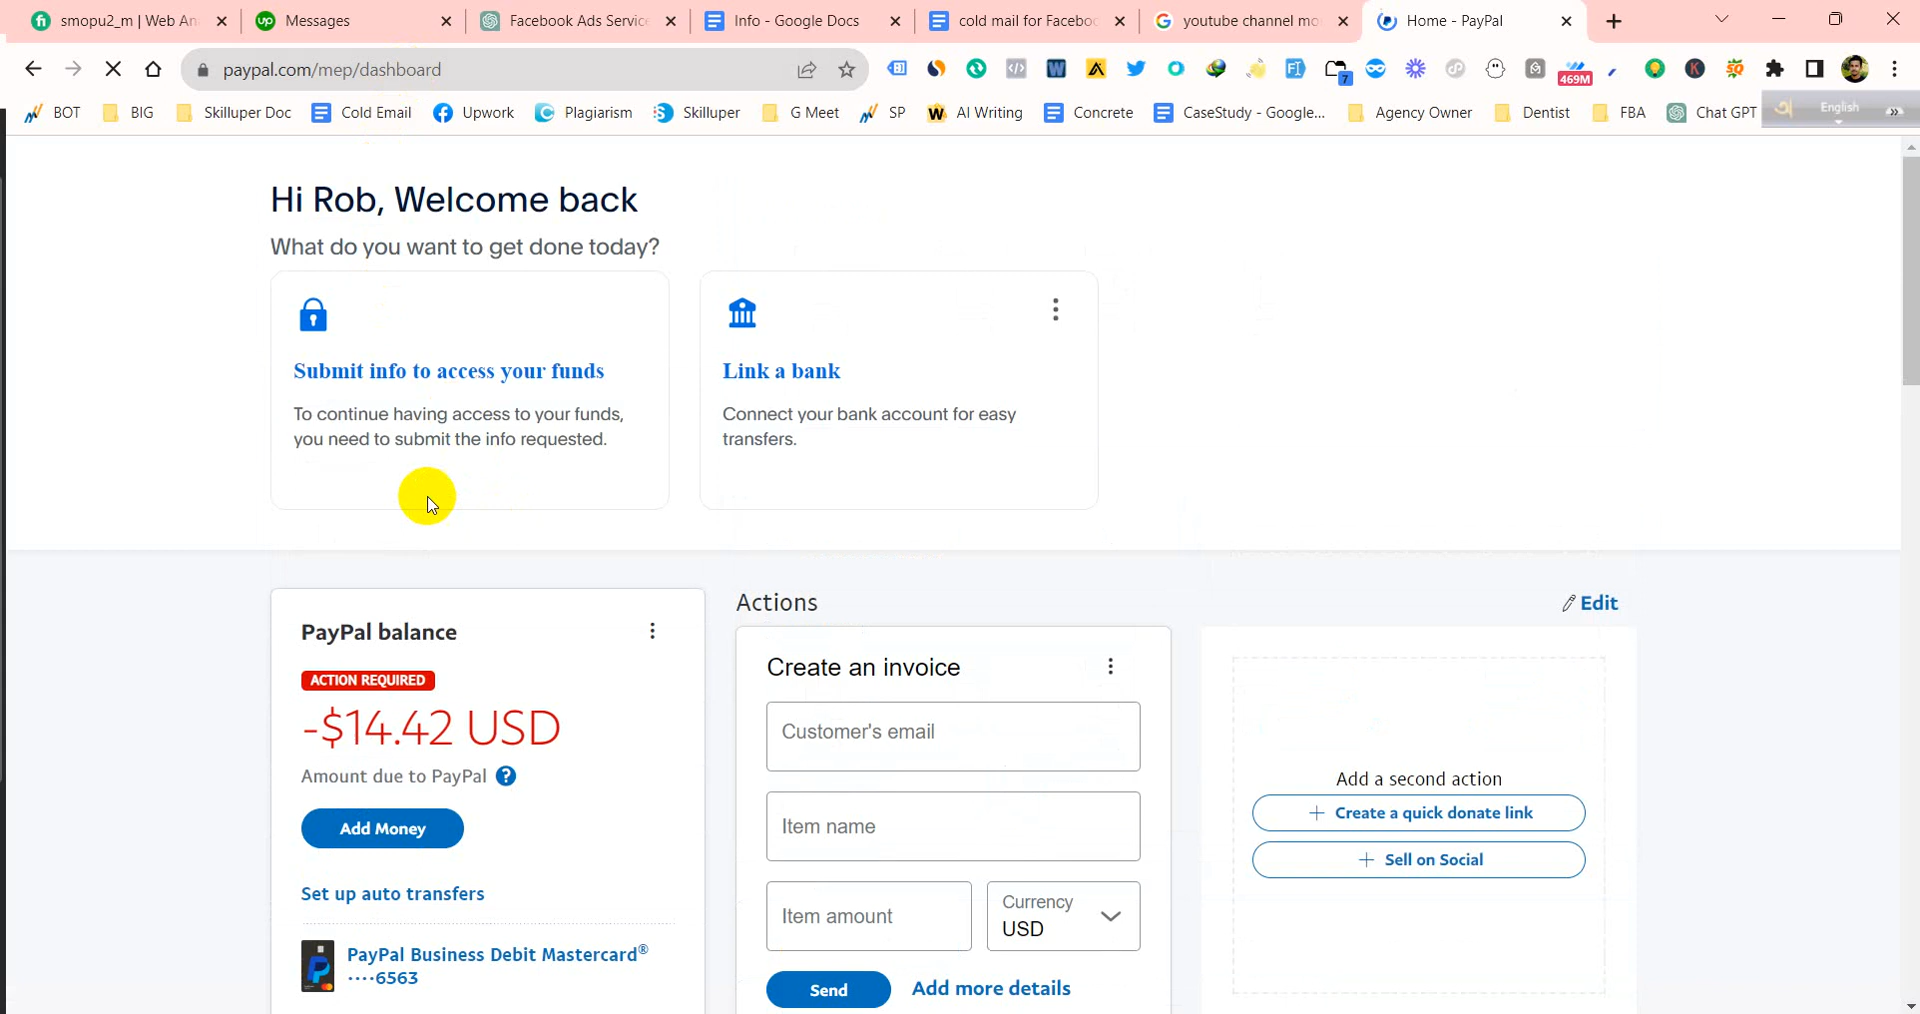 smopu2_m | Web An
Messages
Facebook Ads Service
Info - Google Docs
cold mail for Faceboo
youtube channel mo
Home - PayPal
paypal.com/mep/dashboard
7
469M
BOT
BIG
Skilluper Doc
Cold Email
Upwork
Plagiarism
Skilluper
G Meet
SP
AI Writing
Concrete
CaseStudy - Google...
Agency Owner
Dentist
FBA
Chat GPT
English
Hi Rob, Welcome back
What do you want to get done today?
Submit info to access your funds
To continue having access to your funds,
you need to submit the info requested.
Link a bank
Connect your bank account for easy
transfers.
PayPal balance
ACTION REQUIRED
-$14.42 USD
Amount due to PayPal ?
Add Money
Set up auto transfers
PayPal Business Debit Mastercard®
····6563
Actions
Edit
Create an invoice
Customer's email
Item name
Item amount
Currency
USD
Send
Add more details
Add a second action
+ Create a quick donate link
+ Sell on Social